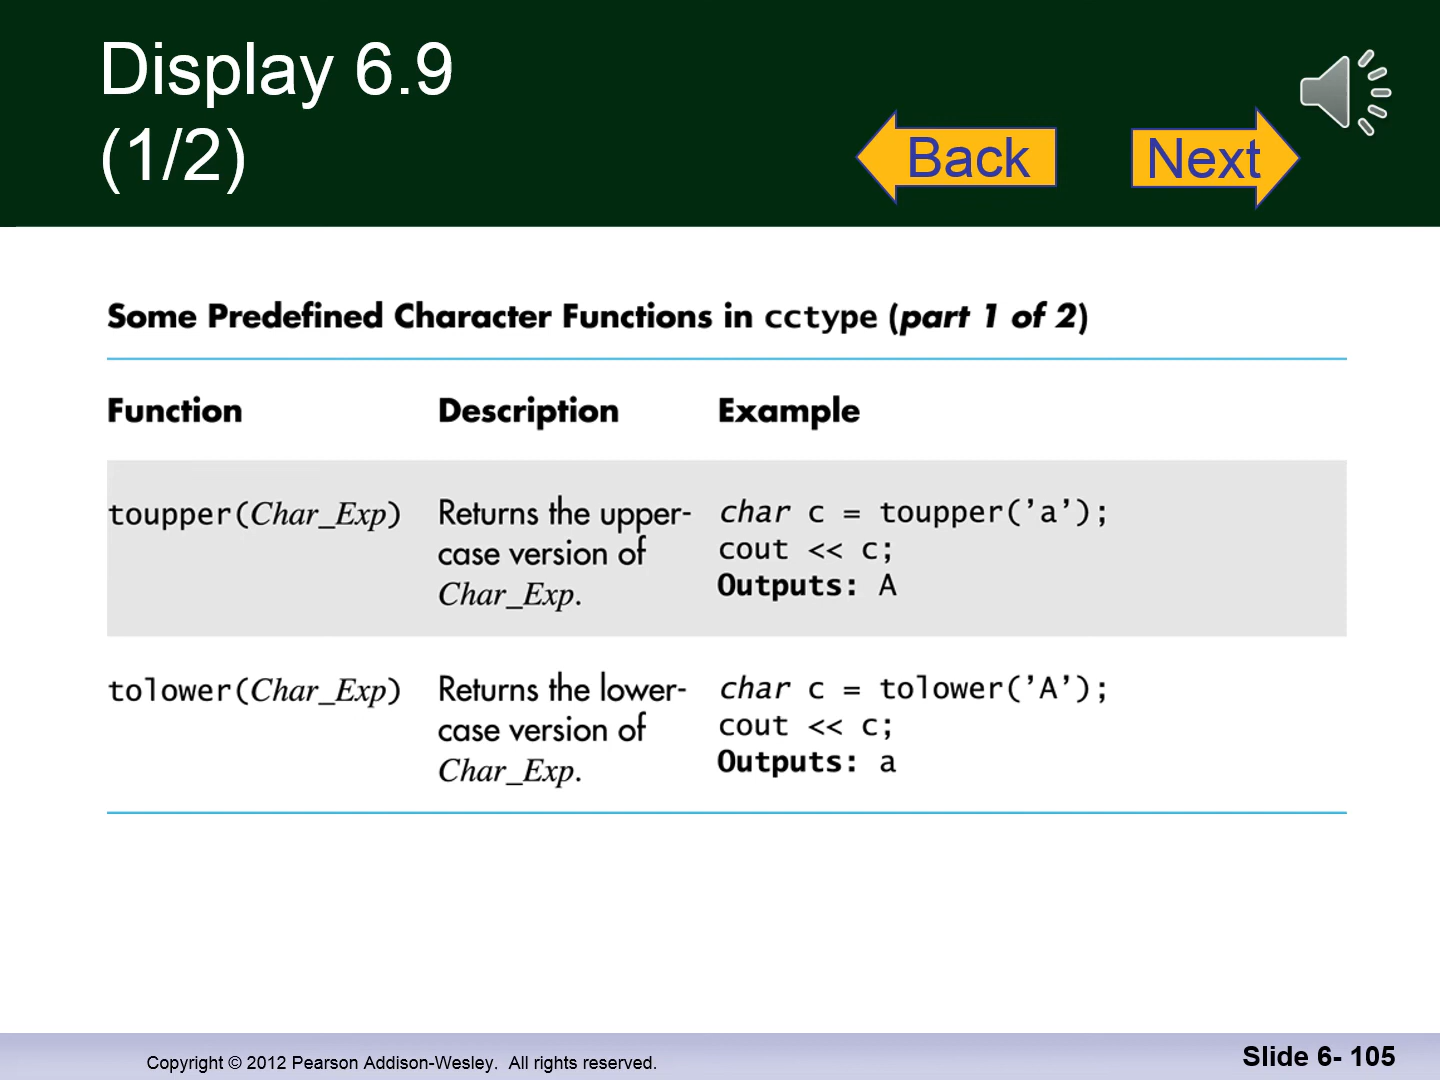 Display 6.9
(1/2)
Back
Next
Some Predefined Character Functions in cctype (part 1 of 2)
Function Description Example
toupper(Char_Exp) Returns the upper- char c = toupper(’a’);
case version of cout << c;
Char_Exp. Outputs: A
tolower(Char_Exp) Returns the lower- char c = tolower(’A’);
case version of cout << c;
Char_Exp. Outputs: a
Copyright © 2012 Pearson Addison-Wesley. All rights reserved.
Slide 6- 105